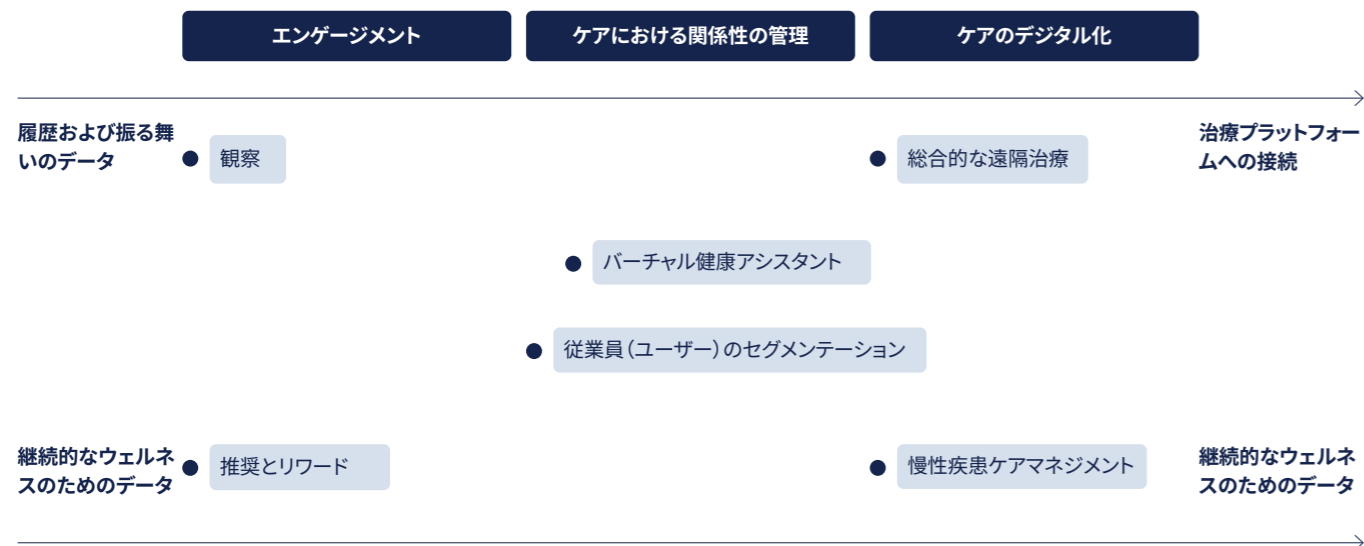 エンゲージメント
ケアにおける関係性の管理
ケアのデジタル化
履歴および振る舞
いのデータ
観察
総合的な遠隔治療
治療プラットフォー
ムへの接続
バーチャル健康アシスタント
従業員（ユーザー）のセグメンテーション
継続的なウェルネ
スのためのデータ
推奨とリワード
慢性疾患ケアマネジメント
継続的なウェルネ
スのためのデータ